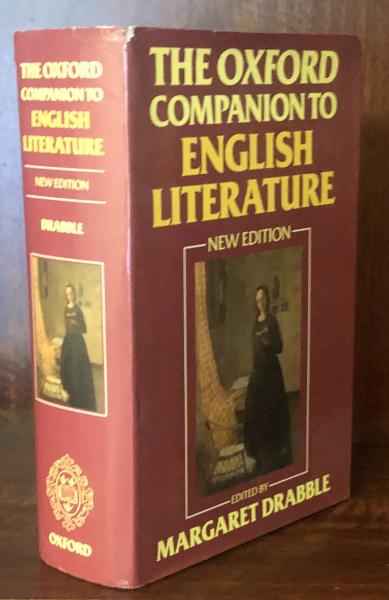 THE OXFORD
COMPANION TO
ENGLISH
LITERATURE
NEW EDITION
DRABBLE
OXFORD
THE OXFORD
COMPANION TO
ENGLISH
LITERATURE
NEW EDITION
EDITED BY
MARGARET DRABBLE